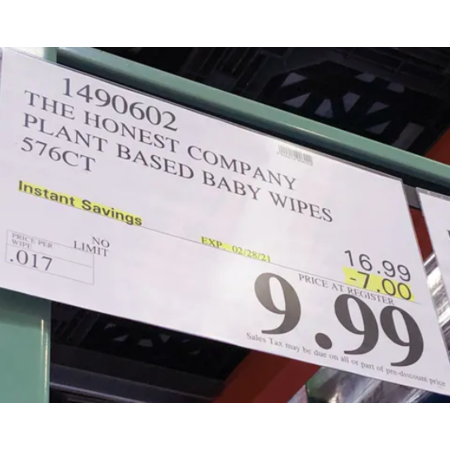 1490602
THE HONEST COMPANY
PLANT BASED BABY WIPES
576CT
Instant Savings
EXP. 02/28/21
16.99
-7.00
NO
LIMIT
PRICE PER
WIPE
.017
PRICE AT REGISTER
9.99
Sales Tax may be due on all or part of pre-discount price